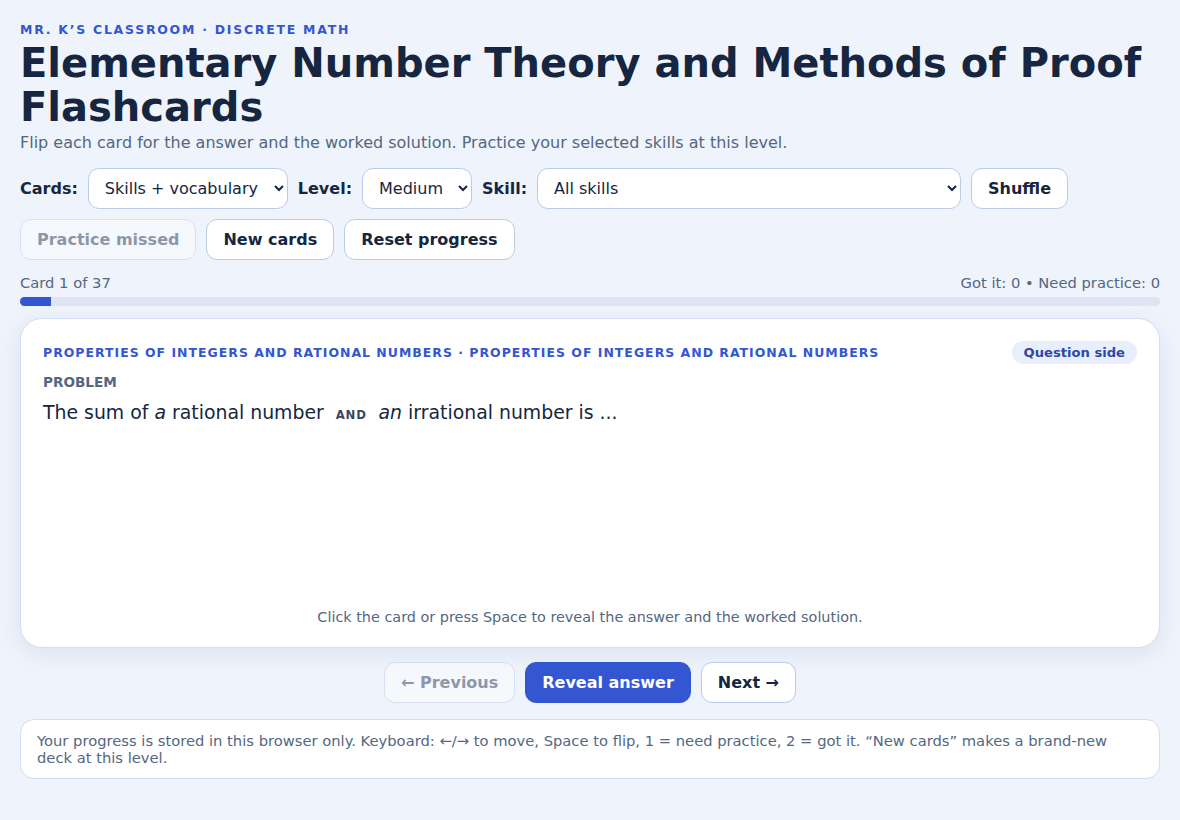 MR. K’S CLASSROOM · DISCRETE MATH
Elementary Number Theory and Methods of Proof
Flashcards
Flip each card for the answer and the worked solution. Practice your selected skills at this level.
Cards: Skills + vocabulary Level: Medium Skill: All skills Shuffle
Practice missed New cards Reset progress
Card 1 of 37 Got it: 0 • Need practice: 0
PROPERTIES OF INTEGERS AND RATIONAL NUMBERS · PROPERTIES OF INTEGERS AND RATIONAL NUMBERS Question side
PROBLEM
The sum of a rational number AND an irrational number is ...
Click the card or press Space to reveal the answer and the worked solution.
← Previous Reveal answer Next →
Your progress is stored in this browser only. Keyboard: ←/→ to move, Space to flip, 1 = need practice, 2 = got it. “New cards” makes a brand-new
deck at this level.